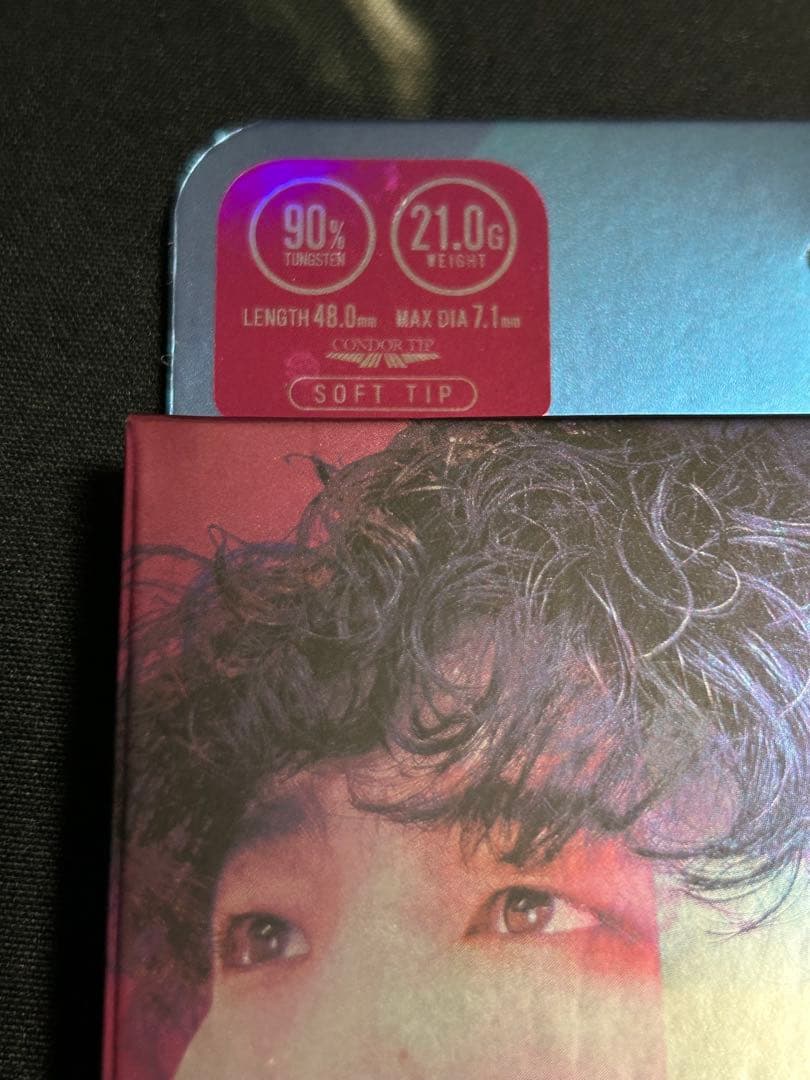 90% 21.0G
TUNGSTEN WEIGHT
LENGTH 48.0mm MAX DIA 7.1mm
CONDOR TIP
SOFT TIP